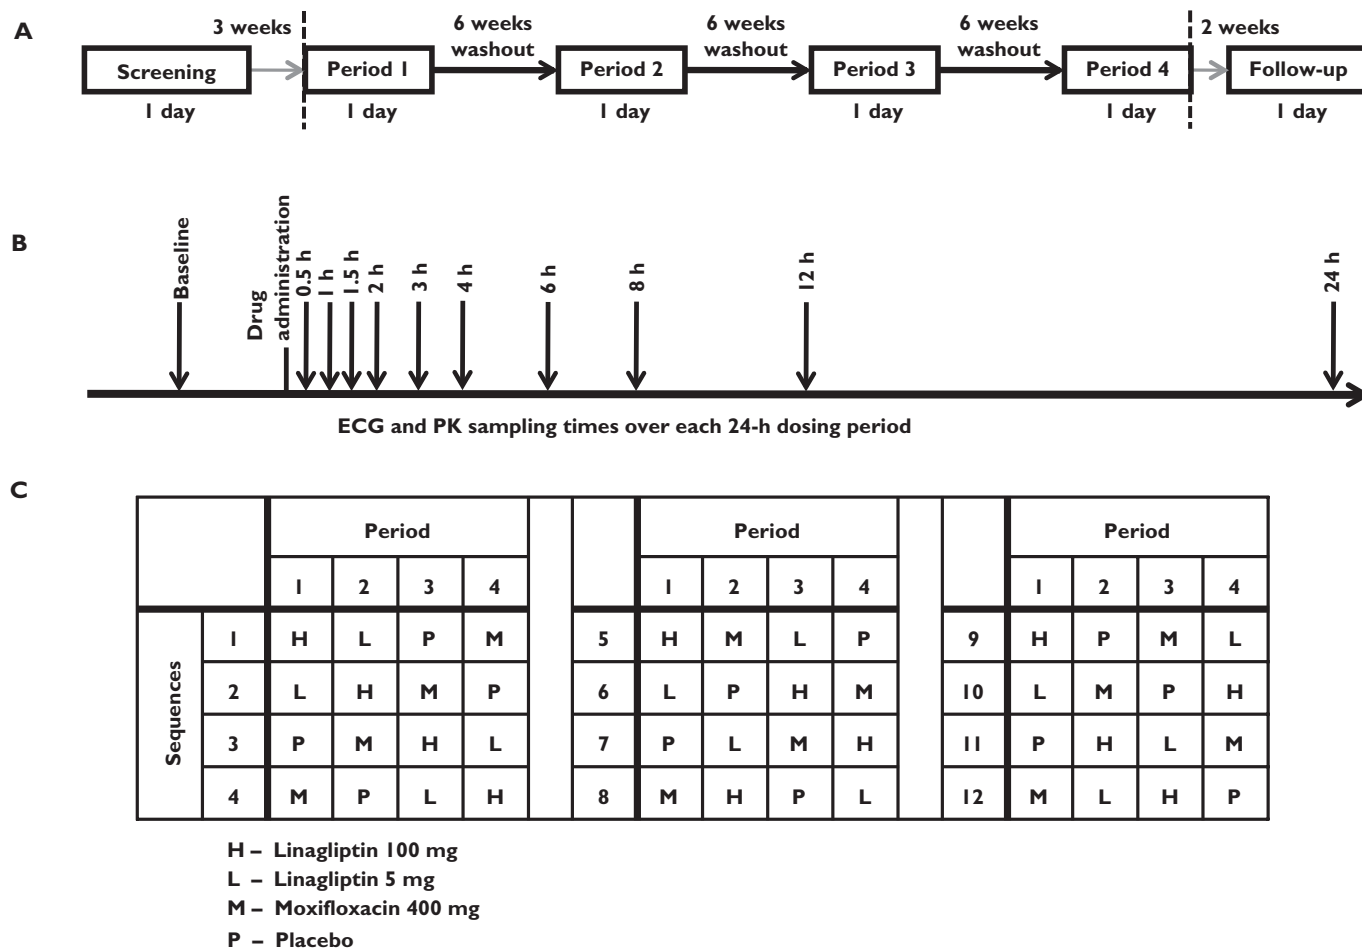 A
3 weeks
6 weeks
washout
6 weeks
washout
6 weeks
washout
2 weeks
Screening
Period 1
Period 2
Period 3
Period 4
Follow-up
1 day
1 day
1 day
1 day
1 day
1 day
B
Baseline
Drug
administration
0.5 h
1 h
1.5 h
2 h
3 h
4 h
6 h
8 h
12 h
24 h
ECG and PK sampling times over each 24-h dosing period
C
Period
Period
Period
1 2 3 4
1 2 3 4
1 2 3 4
Sequences
1 H L P M
5 H M L P
9 H P M L
2 L H M P
6 L P H M
10 L M P H
3 P M H L
7 P L M H
11 P H L M
4 M P L H
8 M H P L
12 M L H P
H – Linagliptin 100 mg
L – Linagliptin 5 mg
M – Moxifloxacin 400 mg
P – Placebo